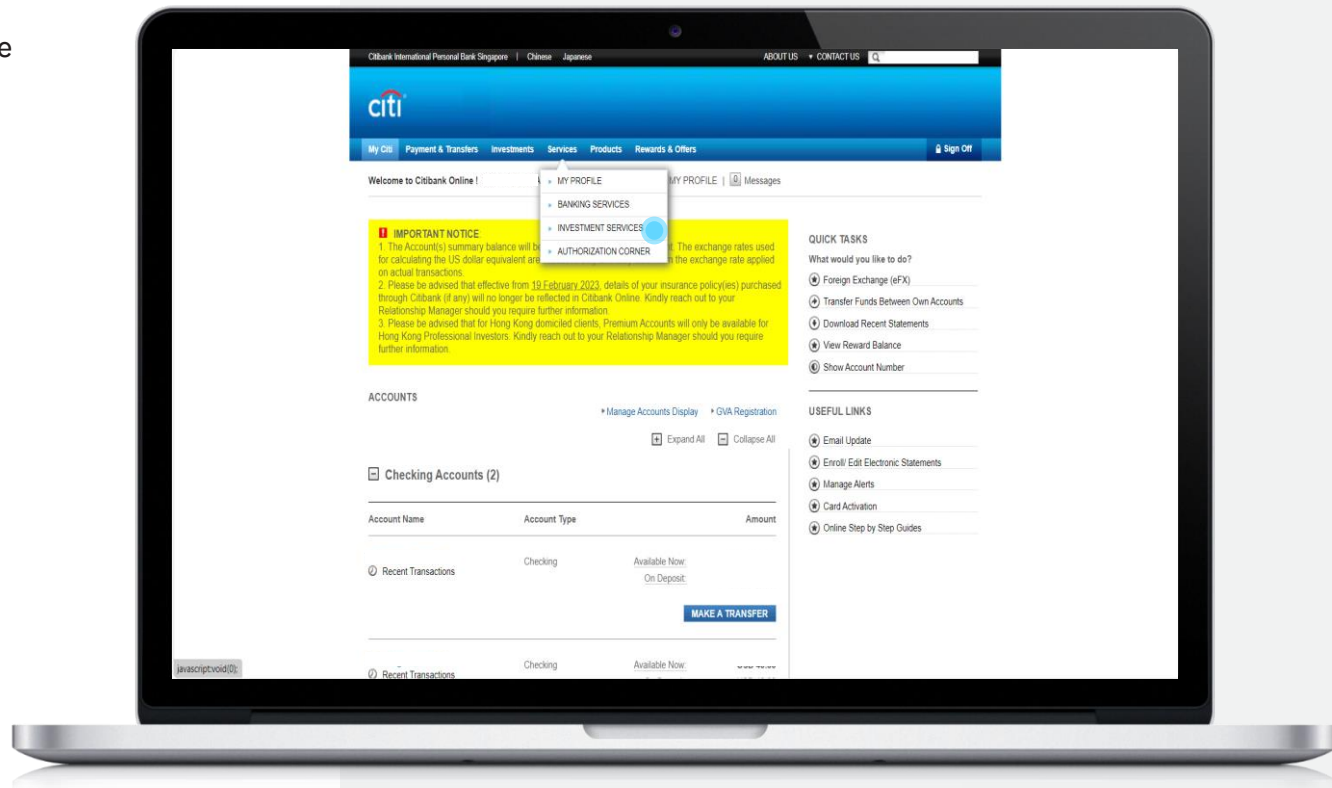 e
Citibank International Personal Bank Singapore | Chinese Japanese ABOUT US ▾ CONTACT US
citi
My Citi Payment & Transfers Investments Services Products Rewards & Offers Sign Off
Welcome to Citibank Online ! MY PROFILE | 0 Messages
MY PROFILE
BANKING SERVICES
INVESTMENT SERVICES
AUTHORIZATION CORNER
IMPORTANT NOTICE:
1. The Account(s) summary balance will be The exchange rates used
for calculating the US dollar equivalent are the exchange rate applied
on actual transactions.
2. Please be advised that effective from 19 February 2023, details of your insurance policy(ies) purchased
through Citibank (if any) will no longer be reflected in Citibank Online. Kindly reach out to your
Relationship Manager should you require further information.
3. Please be advised that for Hong Kong domiciled clients, Premium Accounts will only be available for
Hong Kong Professional Investors. Kindly reach out to your Relationship Manager should you require
further information.
ACCOUNTS
Manage Accounts Display GVA Registration
+ Expand All − Collapse All
− Checking Accounts (2)
Account Name Account Type Amount
Recent Transactions Checking Available Now:
On Deposit:
MAKE A TRANSFER
Recent Transactions Checking Available Now:
QUICK TASKS
What would you like to do?
Foreign Exchange (eFX)
Transfer Funds Between Own Accounts
Download Recent Statements
View Reward Balance
Show Account Number
USEFUL LINKS
Email Update
Enroll/ Edit Electronic Statements
Manage Alerts
Card Activation
Online Step by Step Guides
javascript:void(0);